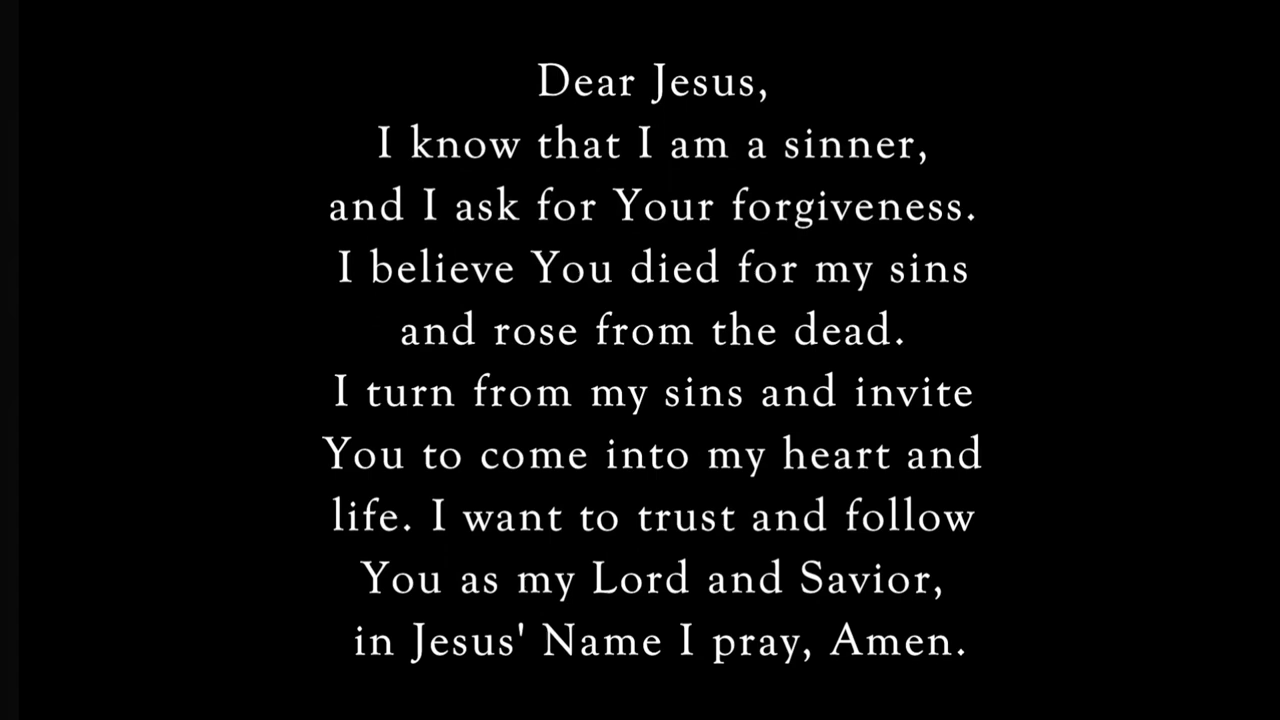 Dear Jesus,
I know that I am a sinner,
and I ask for Your forgiveness.
I believe You died for my sins
and rose from the dead.
I turn from my sins and invite
You to come into my heart and
life. I want to trust and follow
You as my Lord and Savior,
in Jesus' Name I pray, Amen.